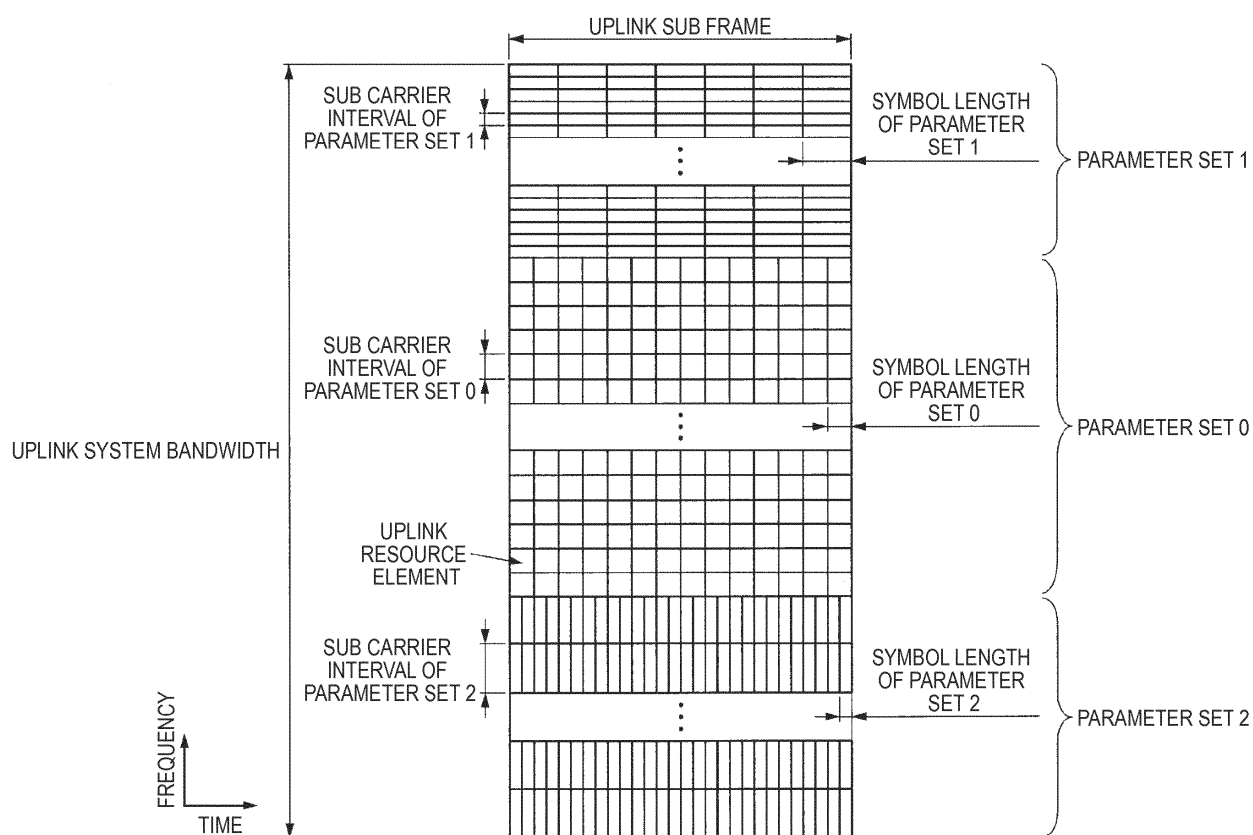 UPLINK SUB FRAME
SUB CARRIER
INTERVAL OF
PARAMETER SET 1
SYMBOL LENGTH
OF PARAMETER
SET 1
PARAMETER SET 1
SUB CARRIER
INTERVAL OF
PARAMETER SET 0
SYMBOL LENGTH
OF PARAMETER
SET 0
PARAMETER SET 0
UPLINK SYSTEM BANDWIDTH
UPLINK
RESOURCE
ELEMENT
SUB CARRIER
INTERVAL OF
PARAMETER SET 2
SYMBOL LENGTH
OF PARAMETER
SET 2
PARAMETER SET 2
FREQUENCY
TIME